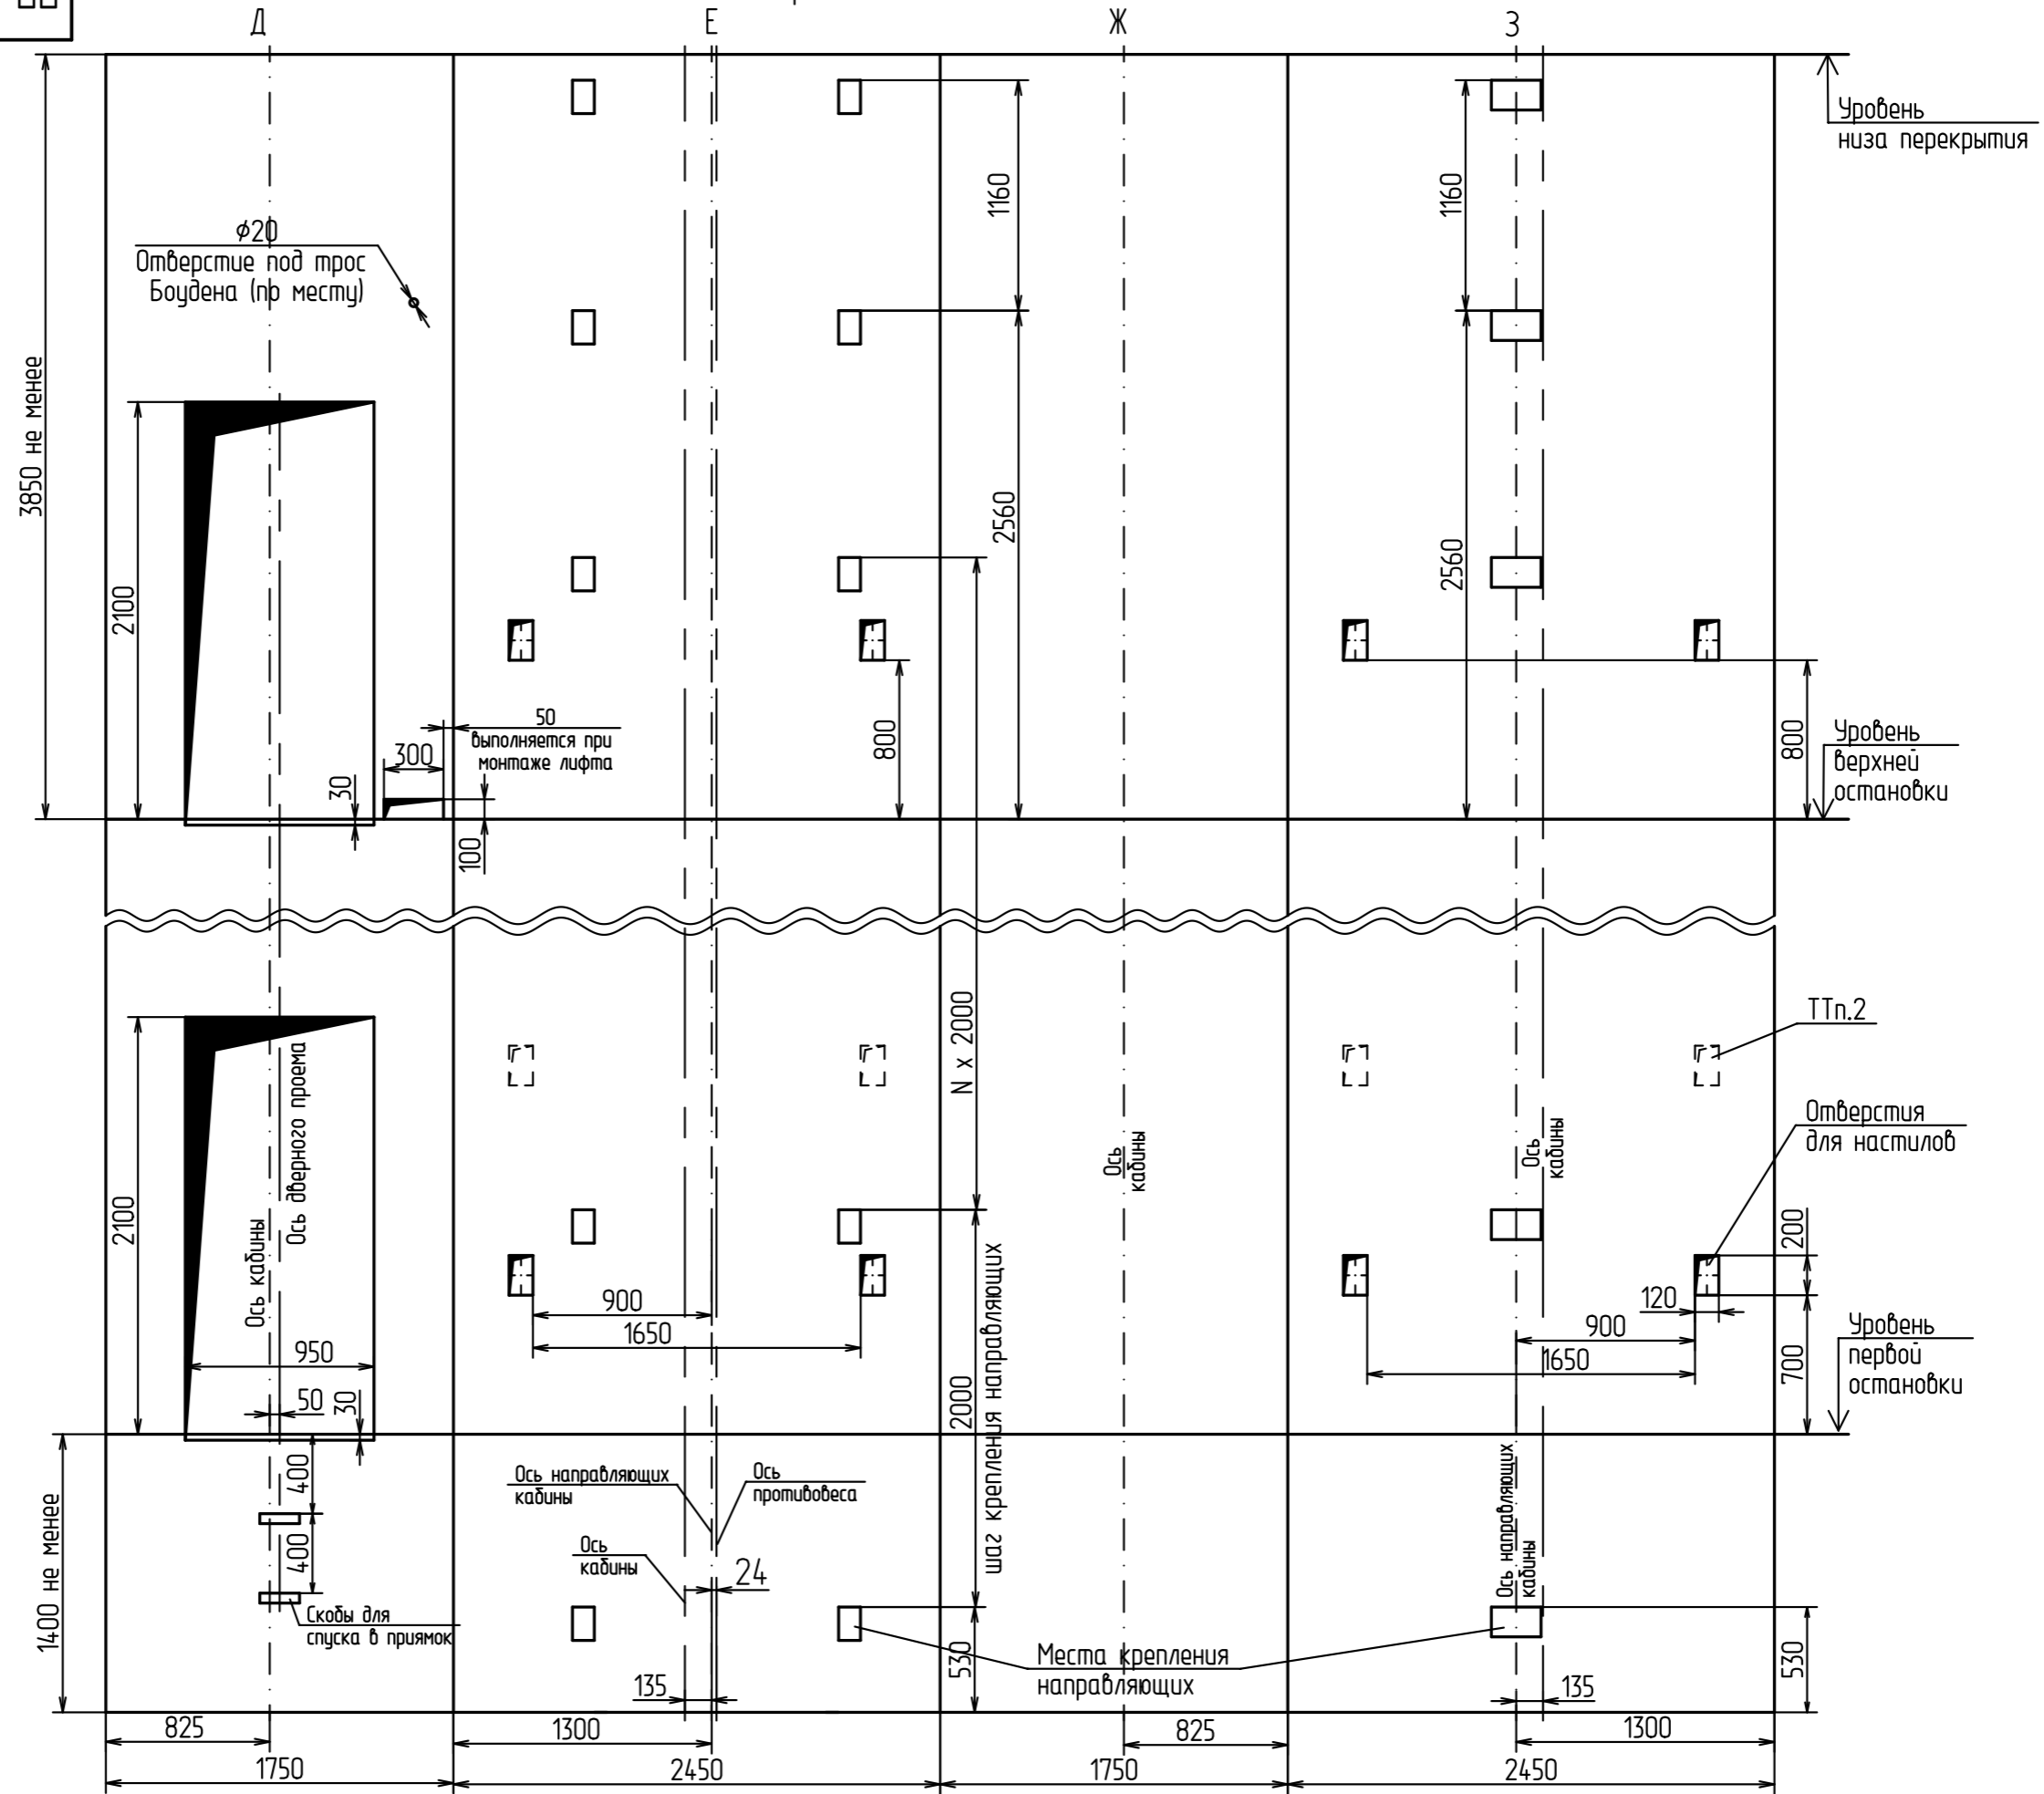 Д
Е
Ж
З
Уровень
низа перекрытия
1160
1160
ϕ20
Отверстие под трос
Боудена (по месту)
3850 не менее
2100
2560
2560
50
выполняется при
монтаже лифта
300
30
100
800
800
Уровень
верхней
остановки
N x 2000
ТТп.2
Отверстия
для настилов
Ось дверного проема
Ось кабины
Ось
кабины
Ось
кабины
2100
200
120
900
1650
900
1650
700
950
50
30
2000
шаг крепления направляющих
Уровень
первой
остановки
1400 не менее
400
400
Ось направляющих
кабины
Ось
противовеса
Ось
кабины
24
Ось направляющих
кабины
Скобы для
спуска в приямок
530
Места крепления
направляющих
530
135
135
825
1300
825
1300
1750
2450
1750
2450